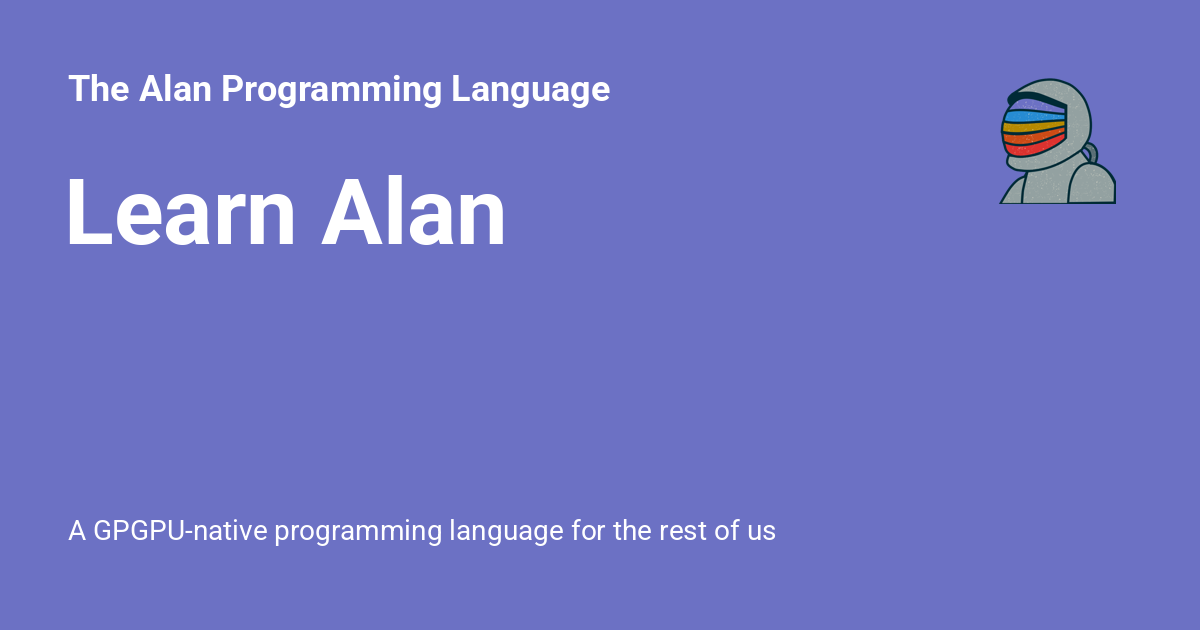 The Alan Programming Language
Learn Alan
A GPGPU-native programming language for the rest of us